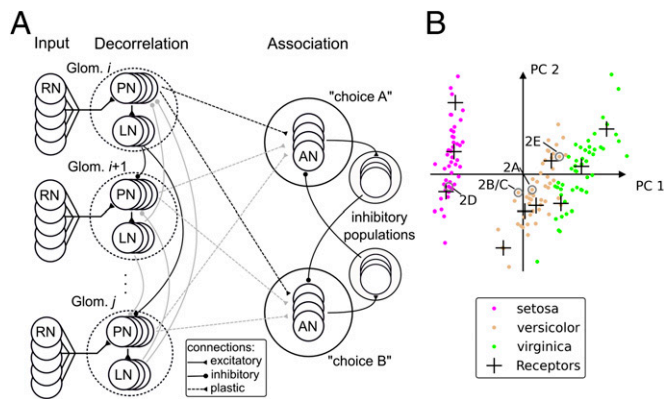 A
Input
Decorrelation
Association
Glom. i
RN
PN
LN
Glom. i+1
RN
PN
LN
Glom. j
RN
PN
LN
"choice A"
AN
inhibitory
populations
AN
"choice B"
connections:
excitatory
inhibitory
plastic
B
PC 2
PC 1
2E
2A
2B/C
2D
setosa
versicolor
virginica
Receptors